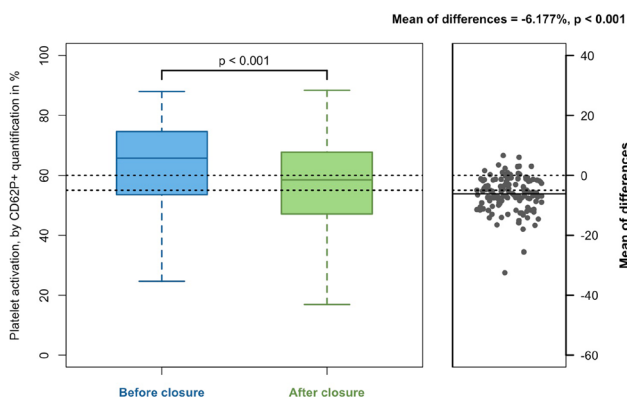 Mean of differences = -6.177%, p < 0.001
Platelet activation, by CD62P+ quantification in %
100
80
60
40
20
0
p < 0.001
Before closure
After closure
40
20
0
-20
-40
-60
Mean of differences